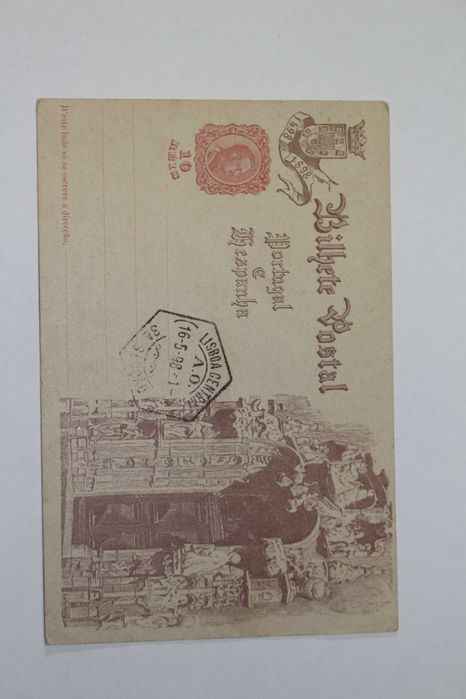 1498
1898
Bilhete Postal
Portugal
e
Hespanha
10
REIS
LISBOA CENTRAL
A.O.
16-5-98-1-
D'este lado só se escreve a direcção.